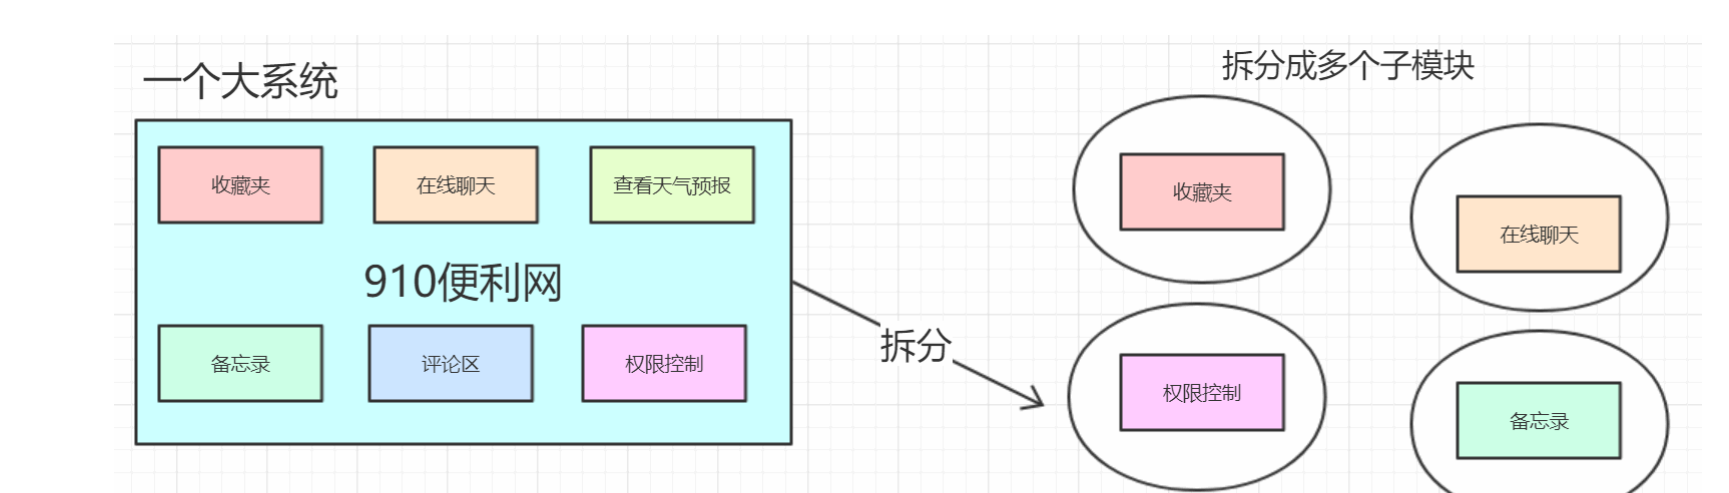 一个大系统
收藏夹
在线聊天
查看天气预报
910便利网
备忘录
评论区
权限控制
拆分
拆分成多个子模块
收藏夹
在线聊天
权限控制
备忘录